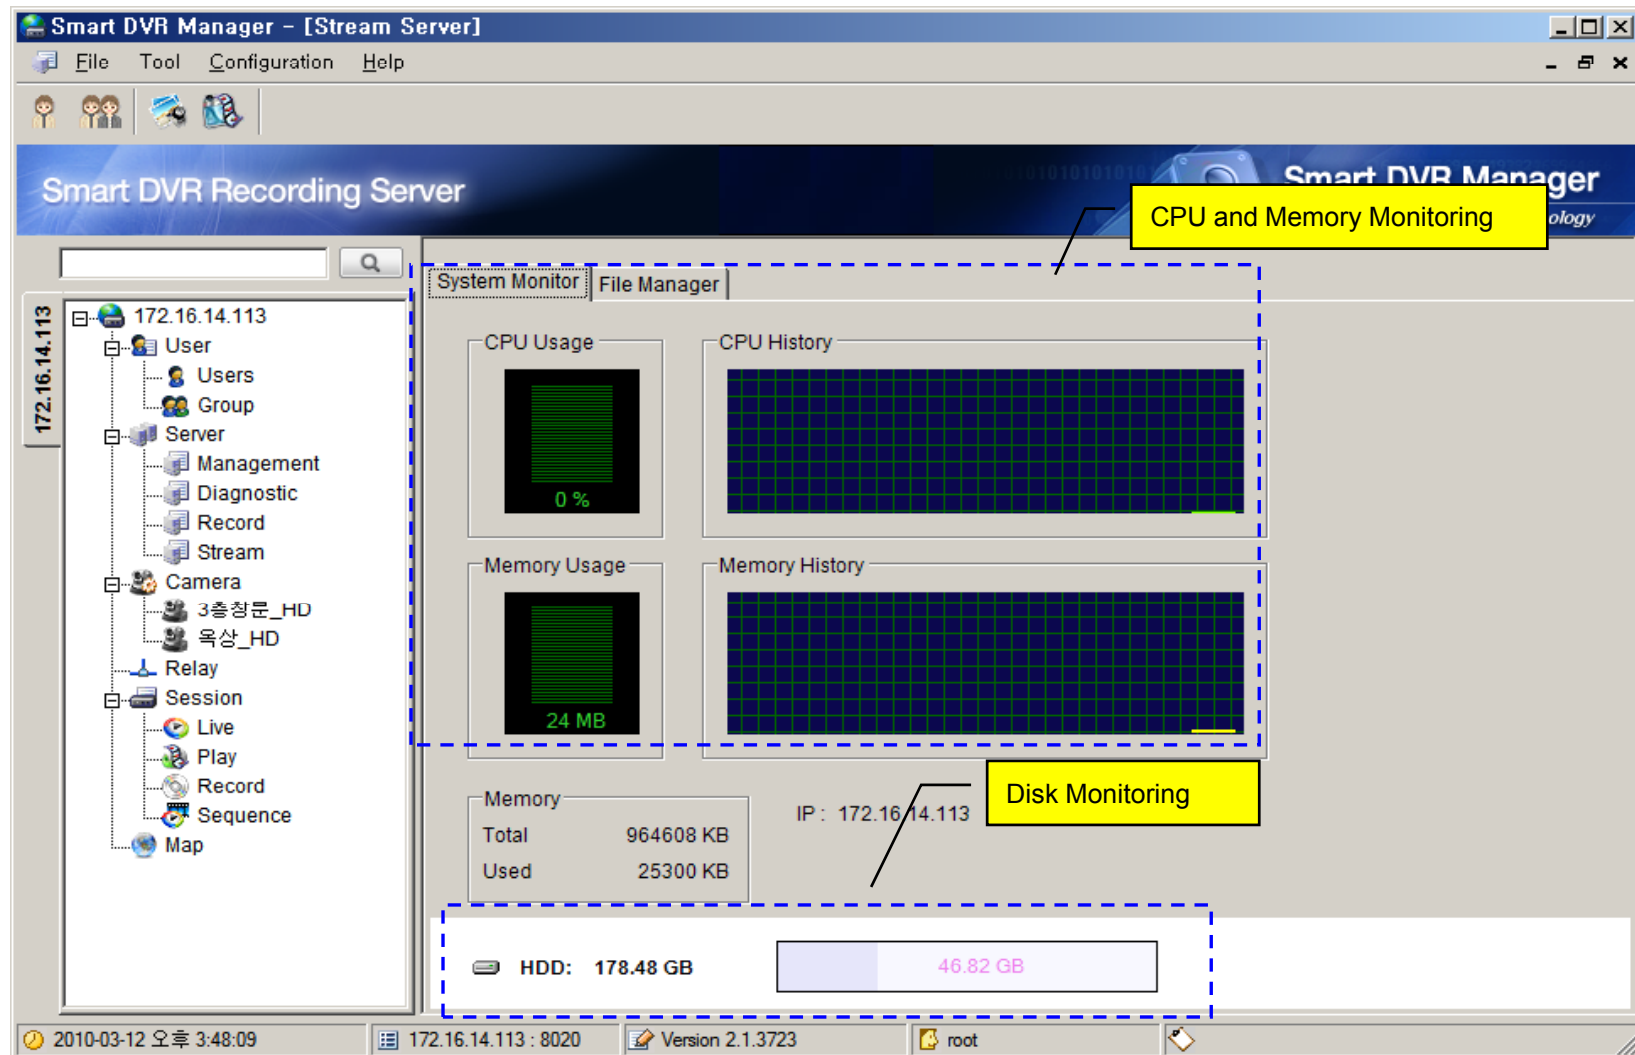 Smart DVR Manager - [Stream Server]
File Tool Configuration Help
Smart DVR Recording Server
Smart DVR Manager
ology
CPU and Memory Monitoring
172.16.14.113
172.16.14.113
User
Users
Group
Server
Management
Diagnostic
Record
Stream
Camera
3층창문_HD
옥상_HD
Relay
Session
Live
Play
Record
Sequence
Map
System Monitor File Manager
CPU Usage CPU History
0 %
Memory Usage Memory History
24 MB
Memory
Total 964608 KB
Used 25300 KB
IP : 172.16.14.113
Disk Monitoring
HDD: 178.48 GB 46.82 GB
2010-03-12 오후 3:48:09 172.16.14.113 : 8020 Version 2.1.3723 root